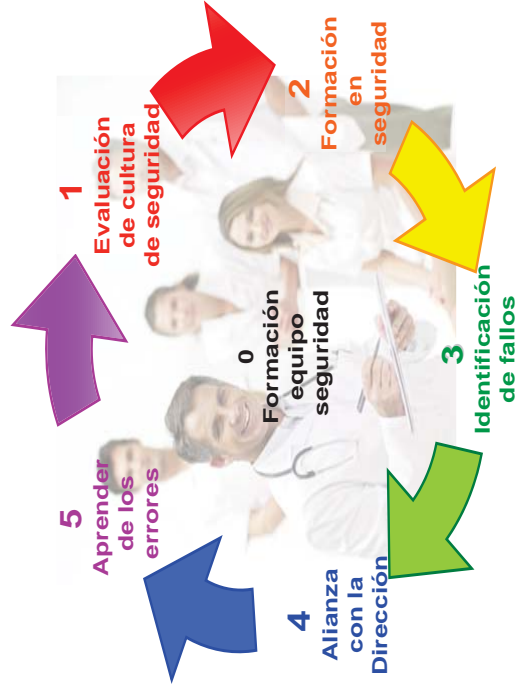 0
Formación
equipo
seguridad
1
Evaluación
de cultura
de seguridad
2
Formación
en
seguridad
3
Identificación
de fallos
4
Alianza
con la
Dirección
5
Aprender
de los
errores